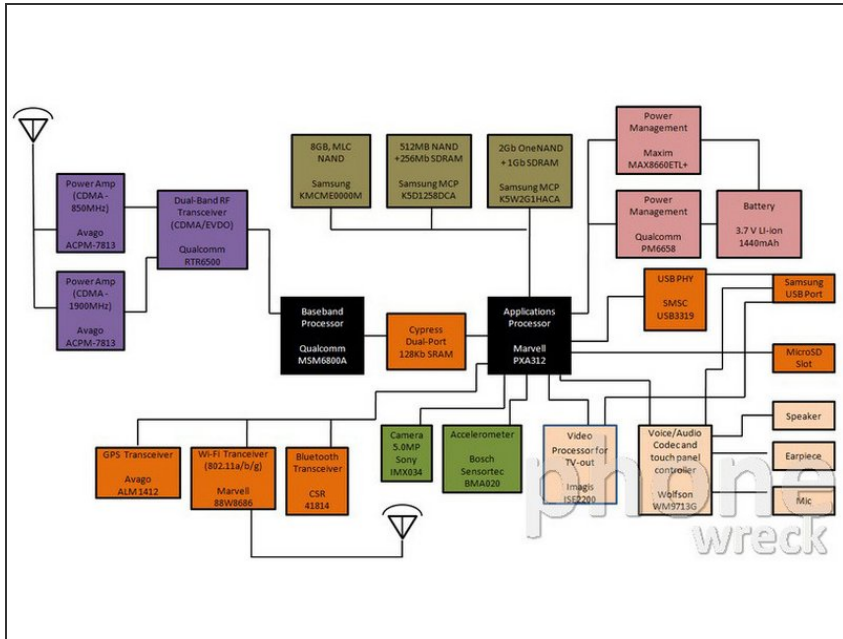 8GB, MLC
NAND
Samsung
KMCME0000M
512MB NAND
+256Mb SDRAM
Samsung MCP
K5D1258DCA
2Gb OneNAND
+ 1Gb SDRAM
Samsung MCP
K5W2G1HACA
Power
Management
Maxim
MAX8660ETL+
Power Amp
(CDMA -
850MHz)
Avago
ACPM-7813
Dual-Band RF
Transceiver
(CDMA/EVDO)
Qualcomm
RTR6500
Power
Management
Qualcomm
PM6658
Battery
3.7 V LI-ion
1440mAh
Power Amp
(CDMA -
1900MHz)
Avago
ACPM-7813
Baseband
Processor
Qualcomm
MSM6800A
Cypress
Dual-Port
128Kb SRAM
Applications
Processor
Marvell
PXA312
USB PHY
SMSC
USB3319
Samsung
USB Port
MicroSD
Slot
GPS Transceiver
Avago
ALM1412
Wi-Fi Tranceiver
(802.11a/b/g)
Marvell
88W8686
Bluetooth
Transceiver
CSR
41814
Camera
5.0MP
Sony
IMX034
Accelerometer
Bosch
Sensortec
BMA020
Video
Processor for
TV-out
Imagis
ISE2200
Voice/Audio
Codec and
touch panel
controller
Wolfson
WM9713G
Speaker
Earpiece
Mic
phone
wreck